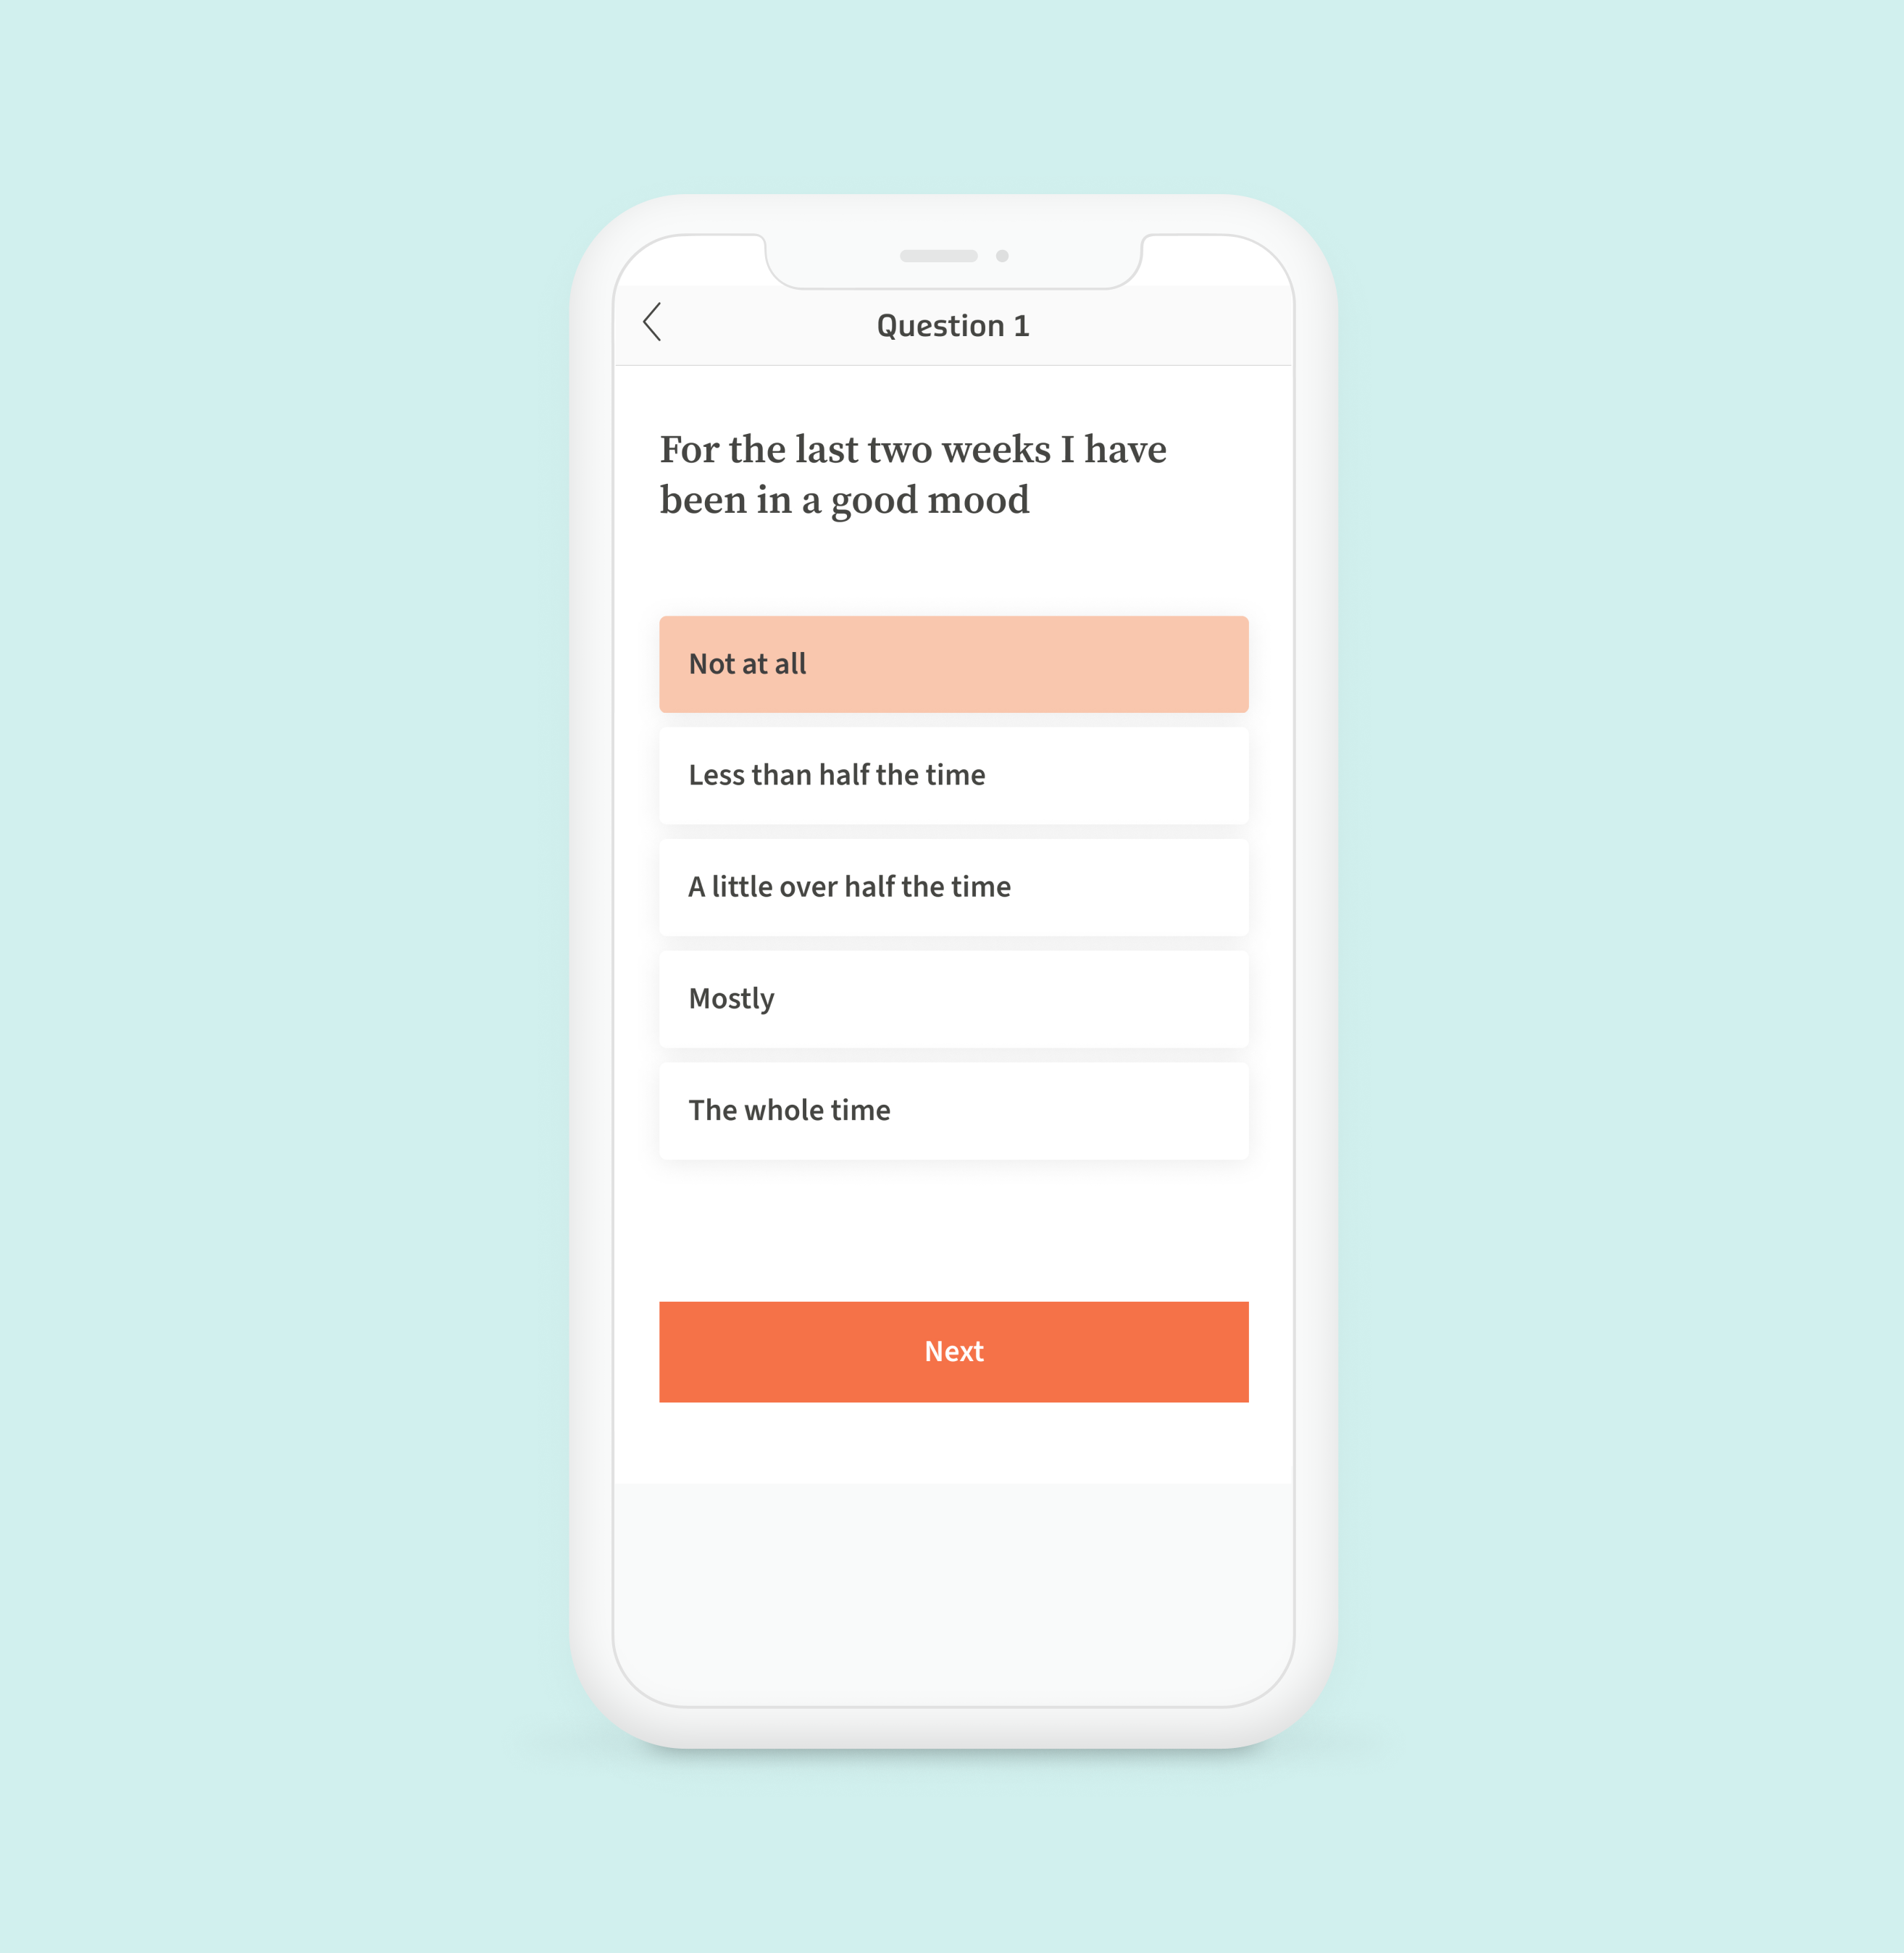 Question 1
For the last two weeks I have
been in a good mood
Not at all
Less than half the time
A little over half the time
Mostly
The whole time
Next